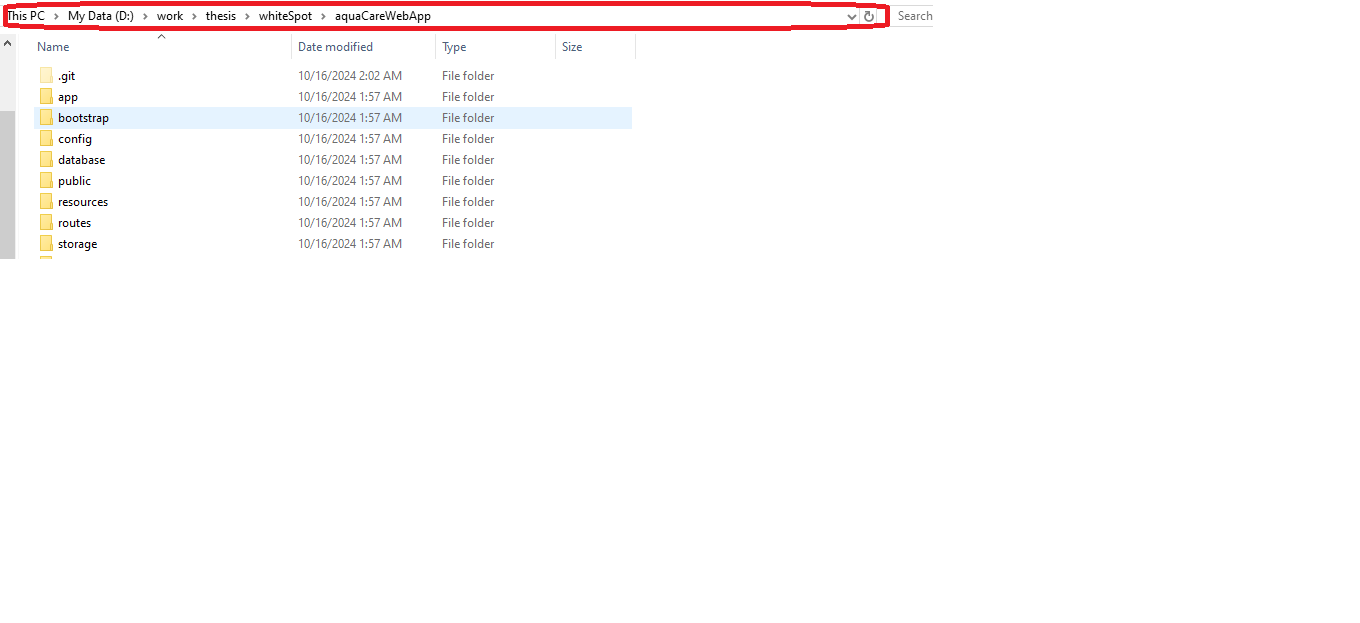 This PC > My Data (D:) > work > thesis > whiteSpot > aquaCareWebApp Search
Name Date modified Type Size
.git 10/16/2024 2:02 AM File folder
app 10/16/2024 1:57 AM File folder
bootstrap 10/16/2024 1:57 AM File folder
config 10/16/2024 1:57 AM File folder
database 10/16/2024 1:57 AM File folder
public 10/16/2024 1:57 AM File folder
resources 10/16/2024 1:57 AM File folder
routes 10/16/2024 1:57 AM File folder
storage 10/16/2024 1:57 AM File folder